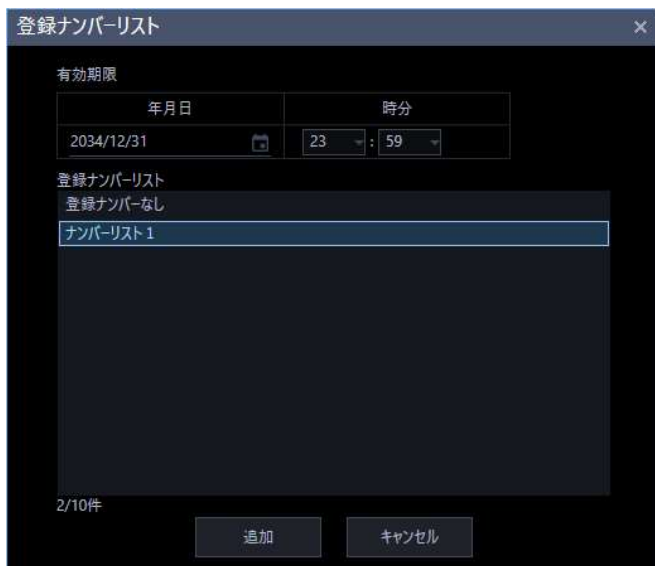 登録ナンバーリスト
有効期限
年月日 時分
2034/12/31 23 : 59
登録ナンバーリスト
登録ナンバーなし
ナンバーリスト 1
2/10件
追加 キャンセル